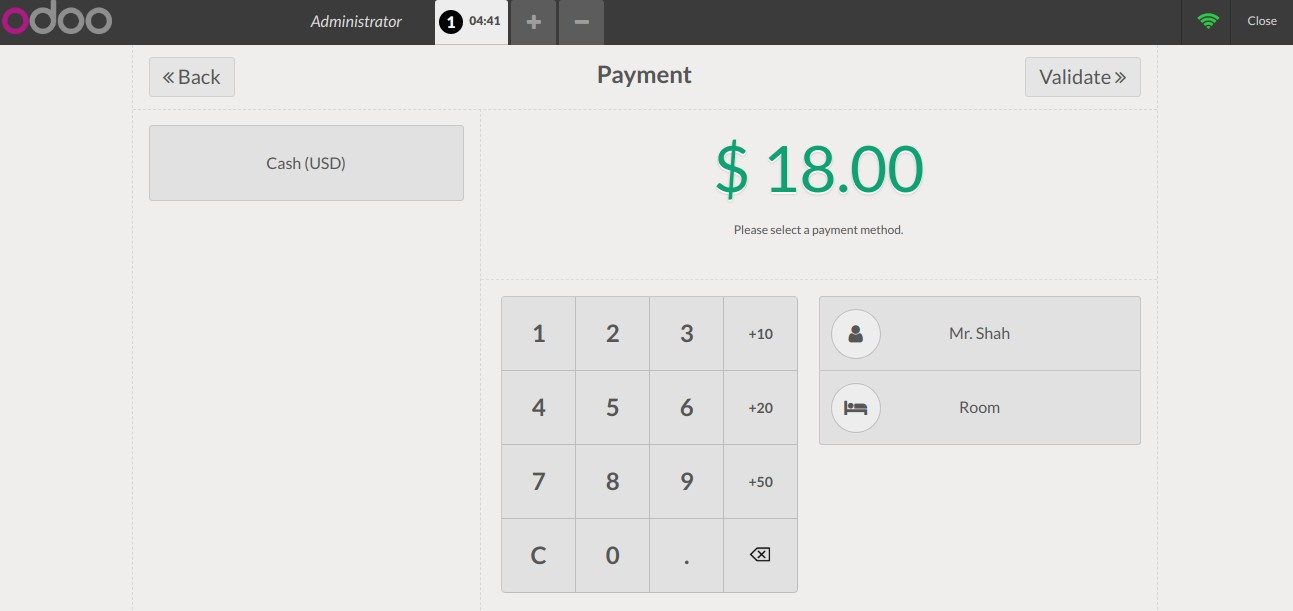 odoo Administrator 1 04:41 + − Close
« Back Payment Validate »
Cash (USD)
$ 18.00
Please select a payment method.
1 2 3 +10
4 5 6 +20
7 8 9 +50
C 0 .
Mr. Shah
Room